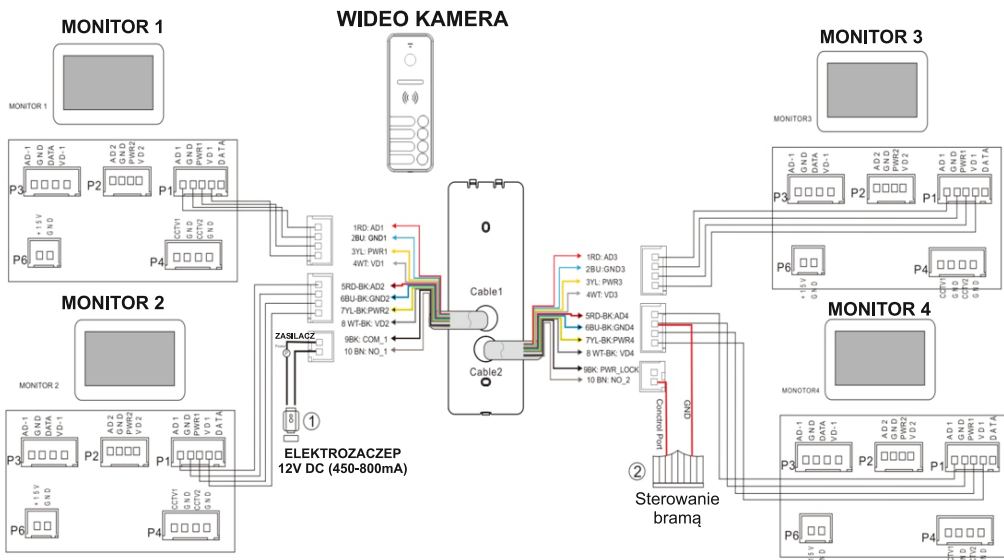 WIDEO KAMERA
MONITOR 1
MONITOR 1
AD-1
GND
DATA
VD-1
P3
AD2
GND
PWR2
VD2
P2
AD1
GND
PWR1
VD1
DATA
P1
+15V
GND
P6
CCTV1
GND
CCTV2
GND
P4
MONITOR 2
MONITOR 2
AD-1
GND
DATA
VD-1
P3
AD2
GND
PWR2
VD2
P2
AD1
GND
PWR1
VD1
DATA
P1
+15V
GND
P6
CCTV1
GND
CCTV2
GND
P4
1RD: AD1
2BU: GND1
3YL: PWR1
4WT: VD1
5RD-BK:AD2
6BU-BK:GND2
7YL-BK:PWR2
8 WT-BK: VD2
9BK: COM_1
10 BN: NO_1
ZASILACZ
1
ELEKTROZACZEP
12V DC (450-800mA)
Cable1
Cable2
1RD: AD3
2BU:GND3
3YL: PWR3
4WT: VD3
5RD-BK:AD4
6BU-BK:GND4
7YL-BK:PWR4
8 WT-BK: VD4
9BK: PWR_LOCK
10 BN: NO_2
Conctrol Port
GND
2
Sterowanie
bramą
MONITOR 3
MONITOR3
AD-1
GND
DATA
VD-1
P3
AD2
GND
PWR2
VD2
P2
AD1
GND
PWR1
VD1
DATA
P1
+15V
GND
P6
CCTV1
GND
CCTV2
GND
P4
MONITOR 4
MONOTOR4
AD-1
GND
DATA
VD-1
P3
AD2
GND
PWR2
VD2
P2
AD1
GND
PWR1
VD1
DATA
P1
P6
P4